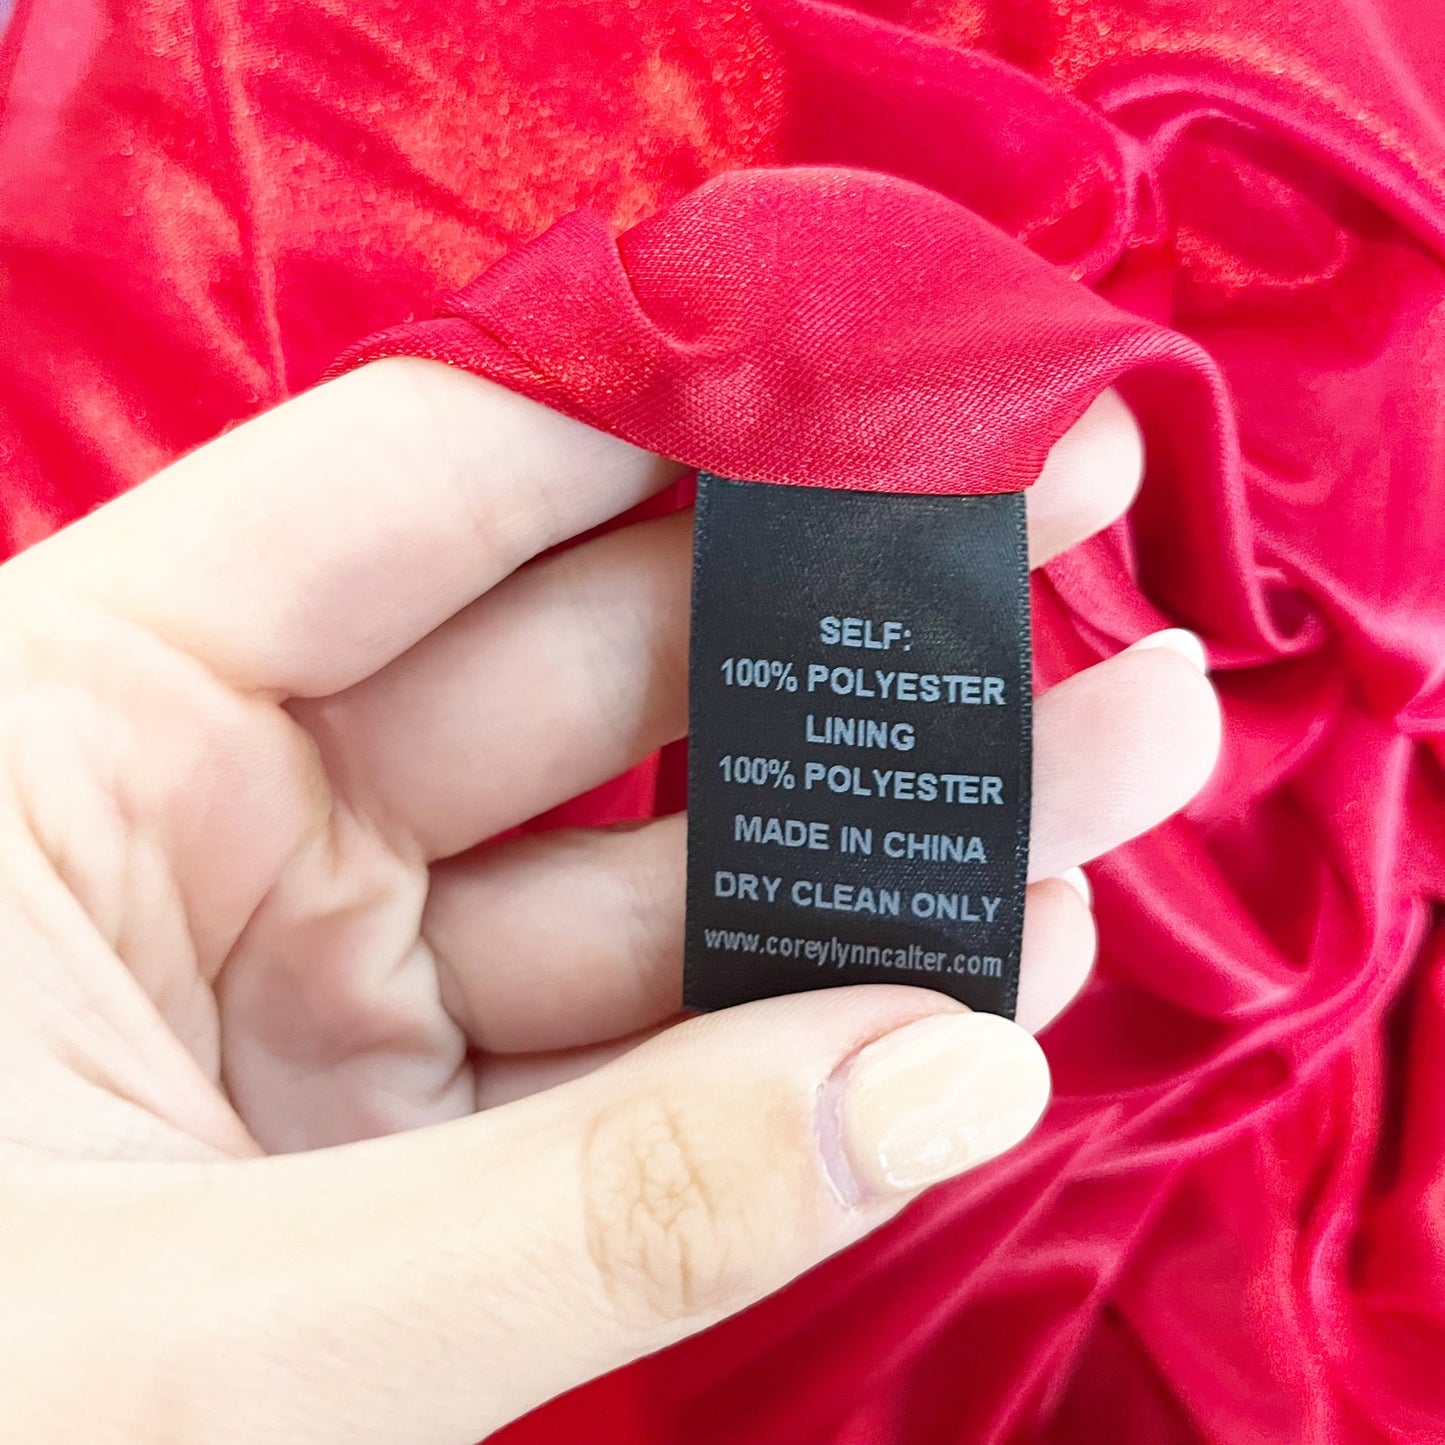 SELF:
100% POLYESTER
LINING
100% POLYESTER
MADE IN CHINA
DRY CLEAN ONLY
www.coreylynncalter.com